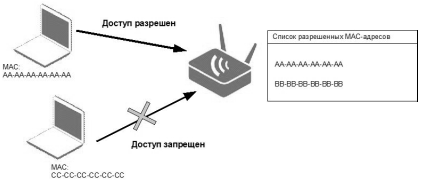 Доступ разрешен
Список разрешенных МАС-адресов
AA-AA-AA-AA-AA-AA
BB-BB-BB-BB-BB-BB
MAC:
AA-AA-AA-AA-AA-AA
Доступ запрещен
MAC:
CC-CC-CC-CC-CC-CC